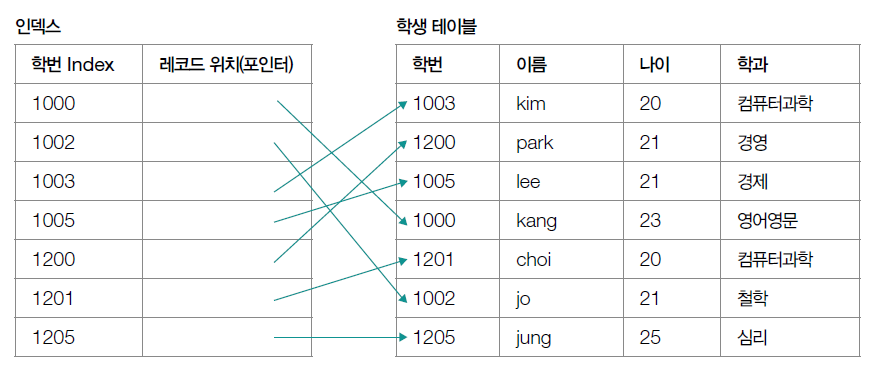 인덱스
학번 Index 레코드 위치(포인터)
1000
1002
1003
1005
1200
1201
1205
학생 테이블
학번 이름 나이 학과
1003 kim 20 컴퓨터과학
1200 park 21 경영
1005 lee 21 경제
1000 kang 23 영어영문
1201 choi 20 컴퓨터과학
1002 jo 21 철학
1205 jung 25 심리